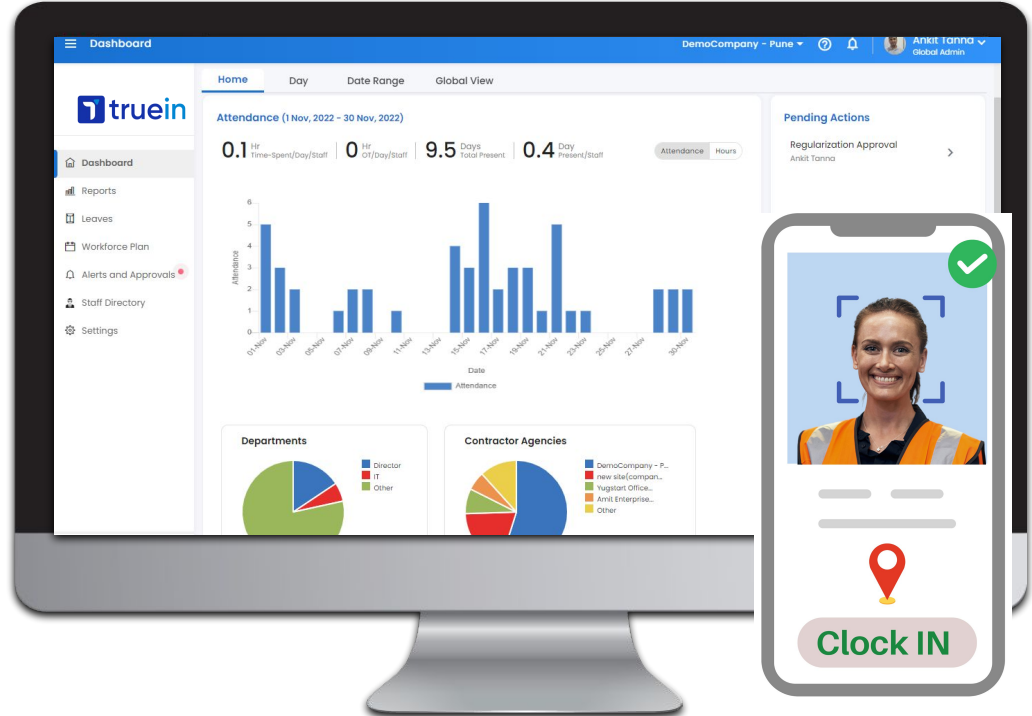 Dashboard
DemoCompany - Pune
Ankit Tanna
Global Admin
truein
Dashboard
Reports
Leaves
Workforce Plan
Alerts and Approvals
Staff Directory
Settings
Home Day Date Range Global View
Attendance (1 Nov, 2022 - 30 Nov, 2022)
0.1 Hr Time-Spent/Day/Staff
0 Hr OT/Day/Staff
9.5 Days Total Present
0.4 Day Present/Staff
Attendance Hours
Attendance
6
5
4
3
2
1
0
01-Nov 03-Nov 05-Nov 07-Nov 09-Nov 11-Nov 13-Nov 15-Nov 17-Nov 19-Nov 21-Nov 23-Nov 25-Nov 27-Nov 30-Nov
Date
Attendance
Departments
Director
IT
Other
Contractor Agencies
DemoCompany - P...
new site(compan...
Yugstart Office...
Amit Enterprise...
Other
Pending Actions
Regularization Approval
Ankit Tanna
Clock IN